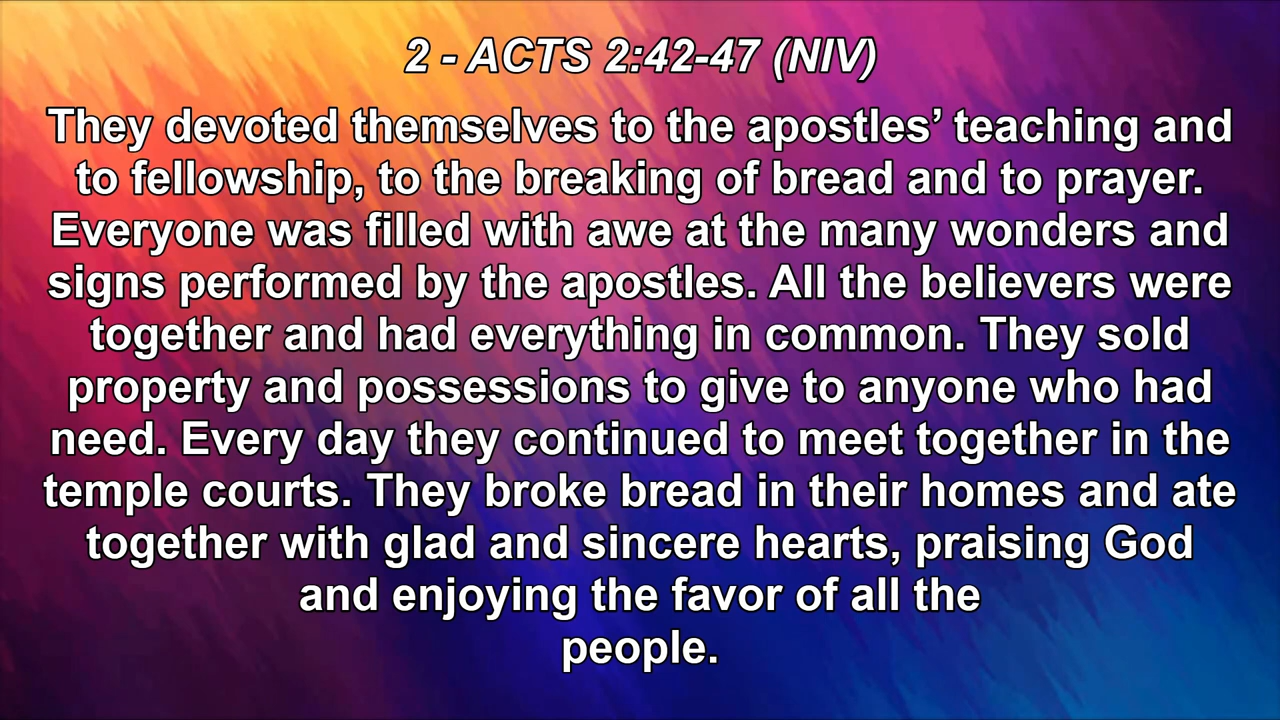 2 - ACTS 2:42-47 (NIV)
They devoted themselves to the apostles’ teaching and
to fellowship, to the breaking of bread and to prayer.
Everyone was filled with awe at the many wonders and
signs performed by the apostles. All the believers were
together and had everything in common. They sold
property and possessions to give to anyone who had
need. Every day they continued to meet together in the
temple courts. They broke bread in their homes and ate
together with glad and sincere hearts, praising God
and enjoying the favor of all the
people.